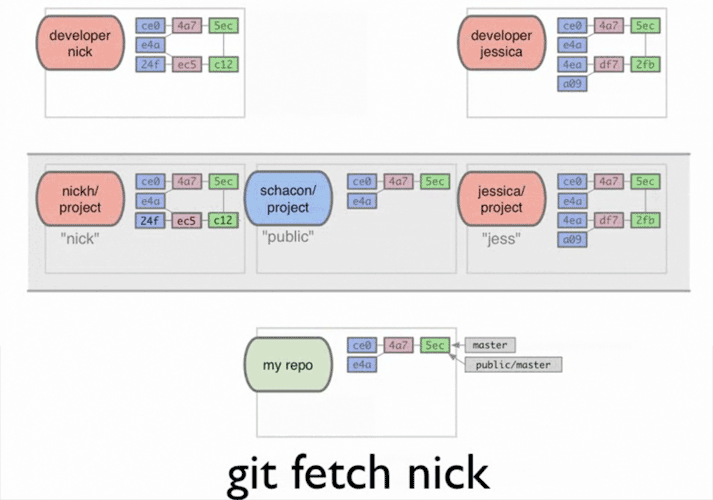 developer
nick
ce0 4a7 5ec
e4a
24f ec5 c12
developer
jessica
ce0 4a7 5ec
e4a
4ea df7 2fb
a09
nickh/
project
"nick"
ce0 4a7 5ec
e4a
24f ec5 c12
schacon/
project
"public"
ce0 4a7 5ec
e4a
jessica/
project
"jess"
ce0 4a7 5ec
e4a
4ea df7 2fb
a09
my repo
ce0 4a7 5ec
e4a
master
public/master
git fetch nick